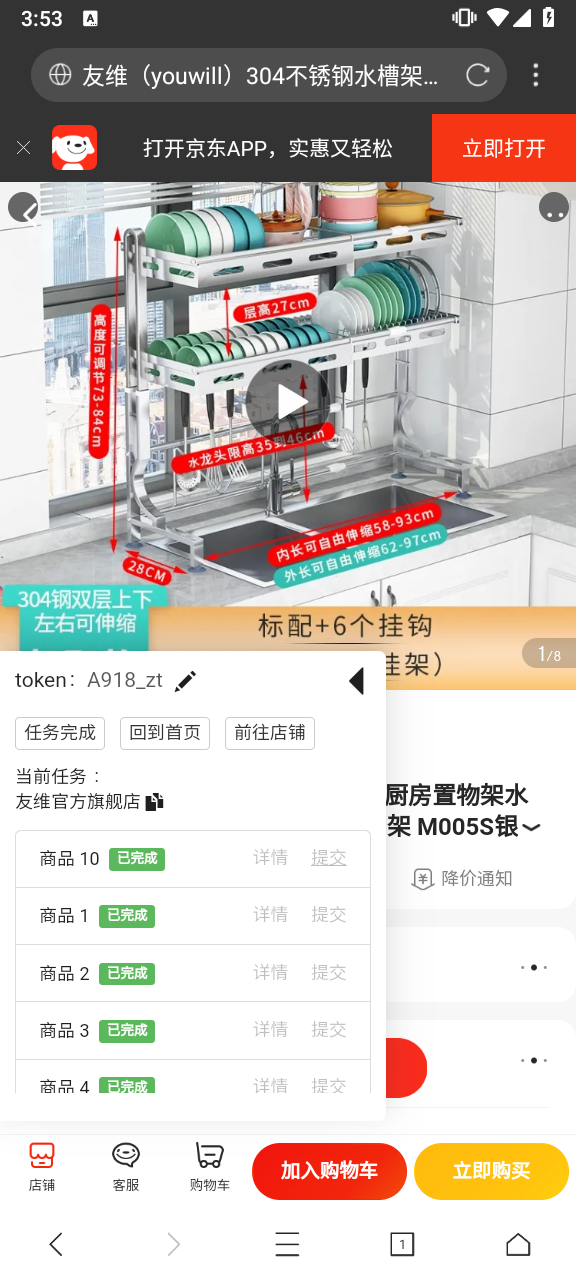 3:53
A
友维（youwill）304不锈钢水槽架…
打开京东APP，实惠又轻松
立即打开
层高27cm
高度可调节73-84cm
水龙头限高35到46cm
内长可自由伸缩58-93cm
外长可自由伸缩62-97cm
28CM
304钢双层上下
左右可伸缩
标配+6个挂钩
挂架）
1/8
token： A918_zt
任务完成
回到首页
前往店铺
当前任务：
友维官方旗舰店
厨房置物架水
架 M005S银
降价通知
商品 10 已完成 详情 提交
商品 1 已完成 详情 提交
商品 2 已完成 详情 提交
商品 3 已完成 详情 提交
商品 4 已完成 详情 提交
店铺
客服
购物车
加入购物车
立即购买
1